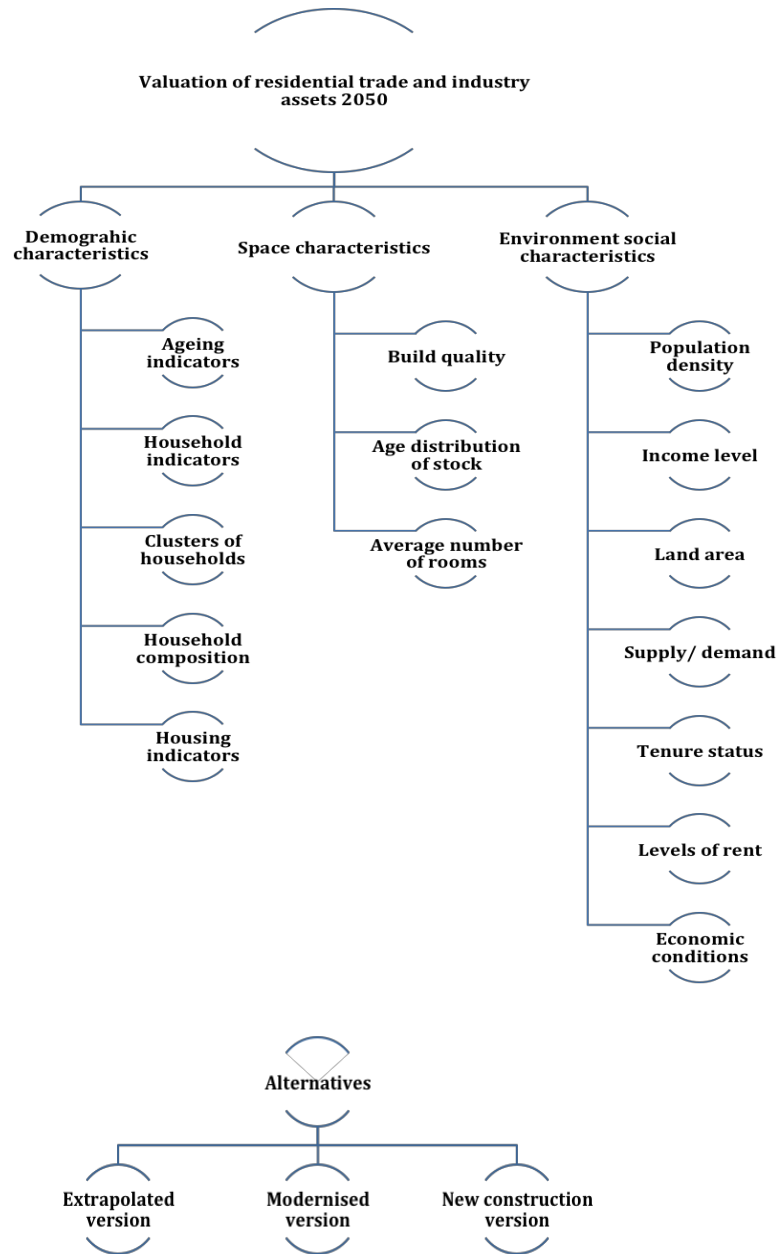 Valuation of residential trade and industry
assets 2050
Demograhic
characteristics
Space characteristics
Environment social
characteristics
Ageing
indicators
Household
indicators
Clusters of
households
Household
composition
Housing
indicators
Build quality
Age distribution
of stock
Average number
of rooms
Population
density
Income level
Land area
Supply/ demand
Tenure status
Levels of rent
Economic
conditions
Alternatives
Extrapolated
version
Modernised
version
New construction
version